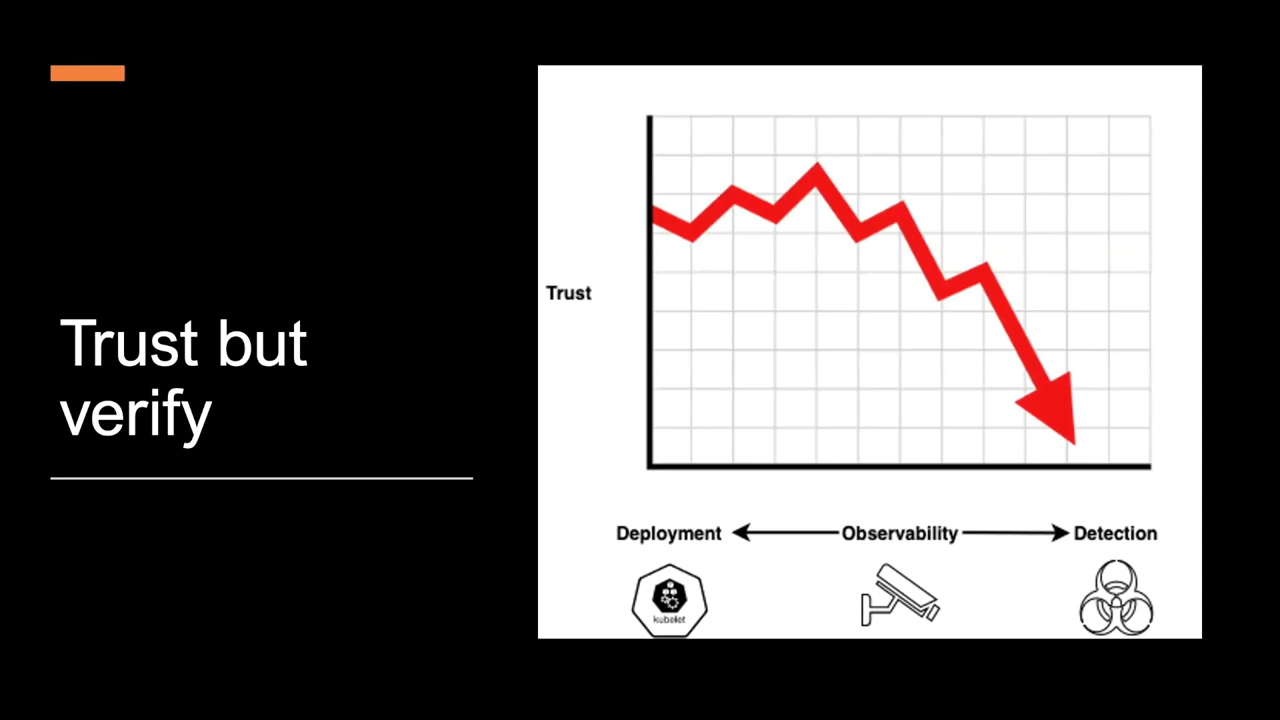 Trust but
verify
Trust
Deployment
Observability
Detection
kubelet